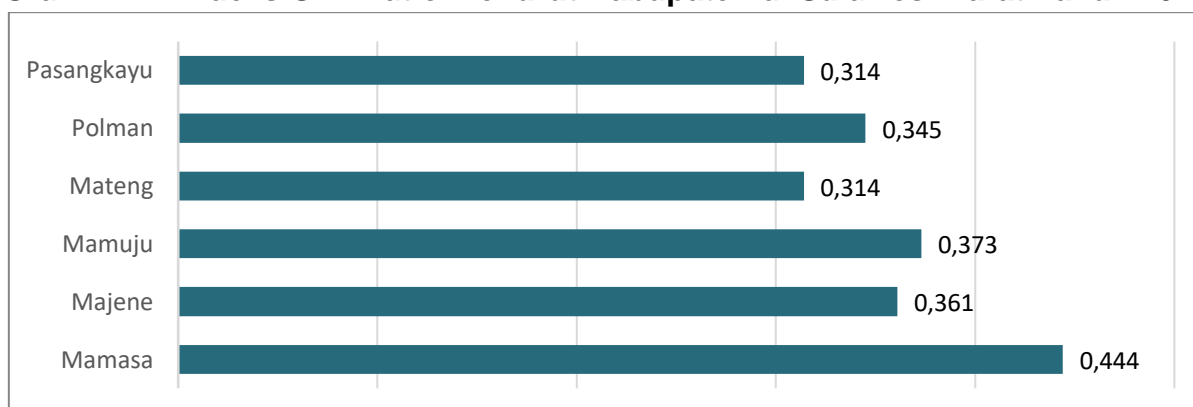 Pasangkayu 0,314
Polman 0,345
Mateng 0,314
Mamuju 0,373
Majene 0,361
Mamasa 0,444